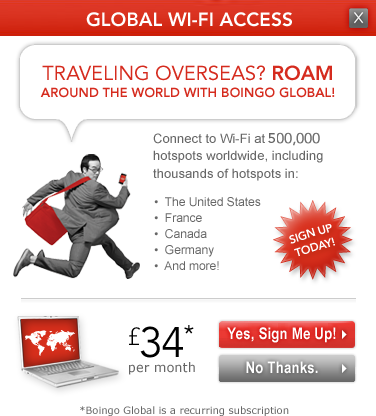 GLOBAL WI-FI ACCESS
X
TRAVELING OVERSEAS? ROAM
AROUND THE WORLD WITH BOINGO GLOBAL!
Connect to Wi-Fi at 500,000
hotspots worldwide, including
thousands of hotspots in:
• The United States
• France
• Canada
• Germany
• And more!
SIGN UP
TODAY!
£34*
per month
Yes, Sign Me Up!
No Thanks.
*Boingo Global is a recurring subscription